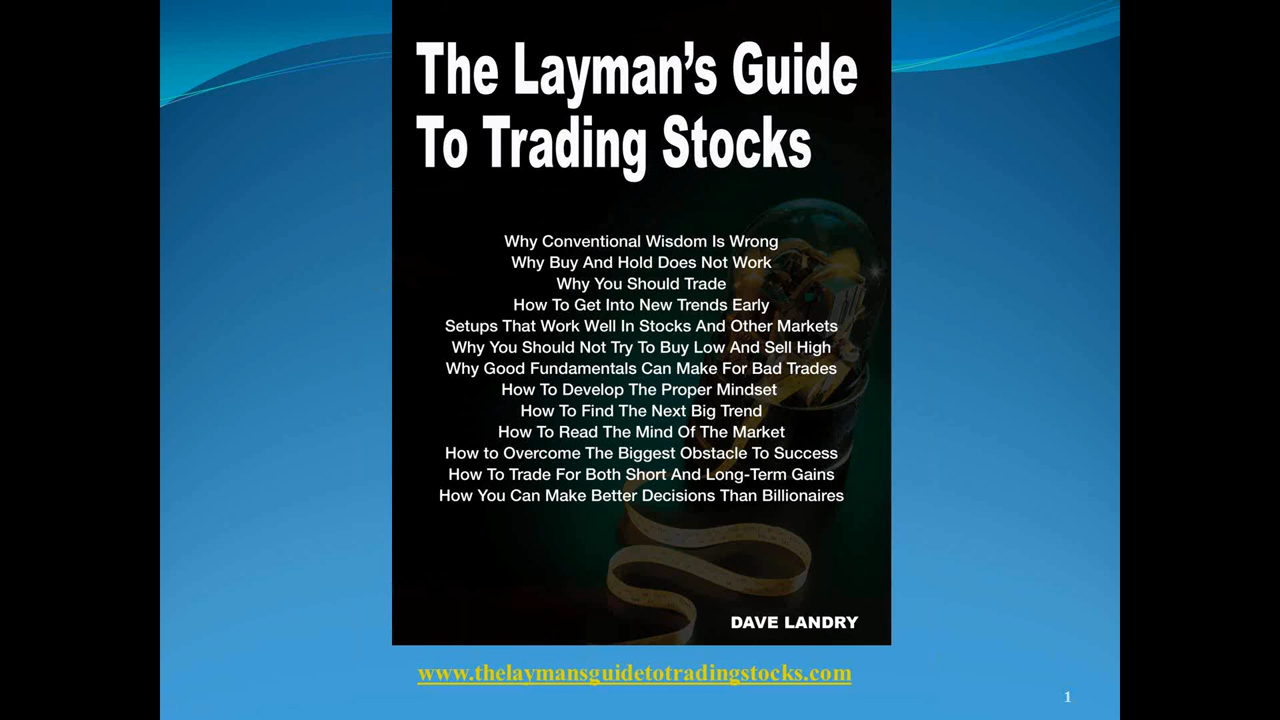 The Layman's Guide
To Trading Stocks
Why Conventional Wisdom Is Wrong
Why Buy And Hold Does Not Work
Why You Should Trade
How To Get Into New Trends Early
Setups That Work Well In Stocks And Other Markets
Why You Should Not Try To Buy Low And Sell High
Why Good Fundamentals Can Make For Bad Trades
How To Develop The Proper Mindset
How To Find The Next Big Trend
How To Read The Mind Of The Market
How to Overcome The Biggest Obstacle To Success
How To Trade For Both Short And Long-Term Gains
How You Can Make Better Decisions Than Billionaires
DAVE LANDRY
www.thelaymansguidetotradingstocks.com
1